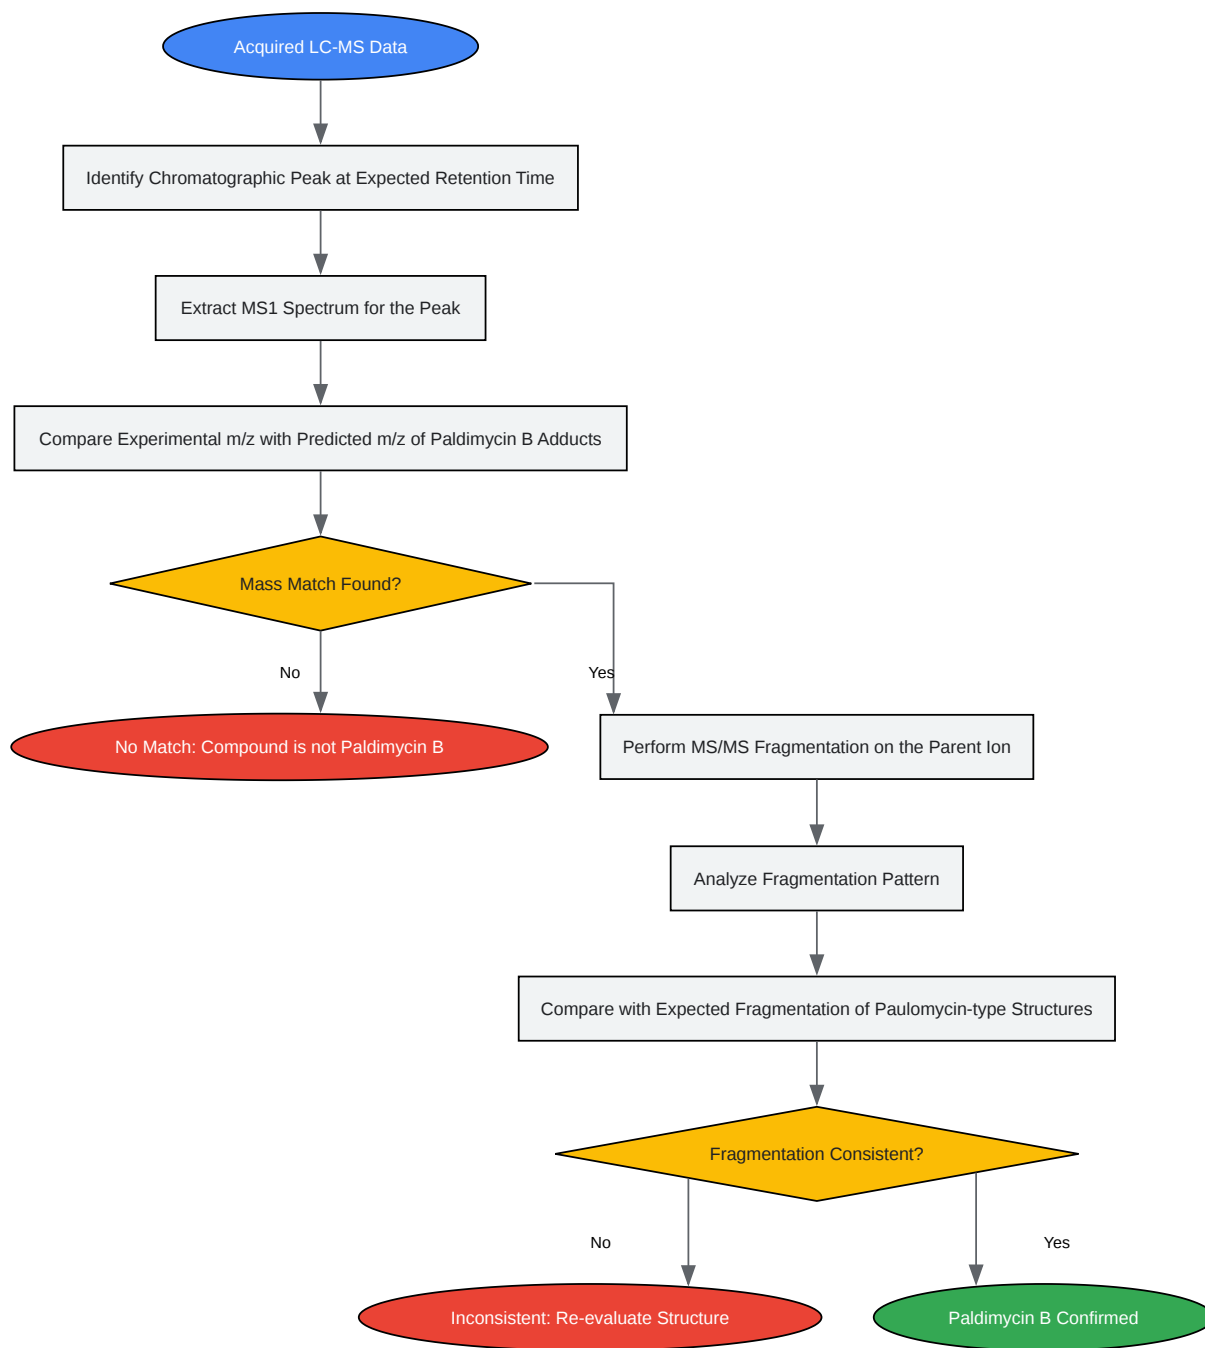 Acquired LC-MS Data
Identify Chromatographic Peak at Expected Retention Time
Extract MS1 Spectrum for the Peak
Compare Experimental m/z with Predicted m/z of Paldimycin B Adducts
Mass Match Found?
No
Yes
No Match: Compound is not Paldimycin B
Perform MS/MS Fragmentation on the Parent Ion
Analyze Fragmentation Pattern
Compare with Expected Fragmentation of Paulomycin-type Structures
Fragmentation Consistent?
No
Yes
Inconsistent: Re-evaluate Structure
Paldimycin B Confirmed